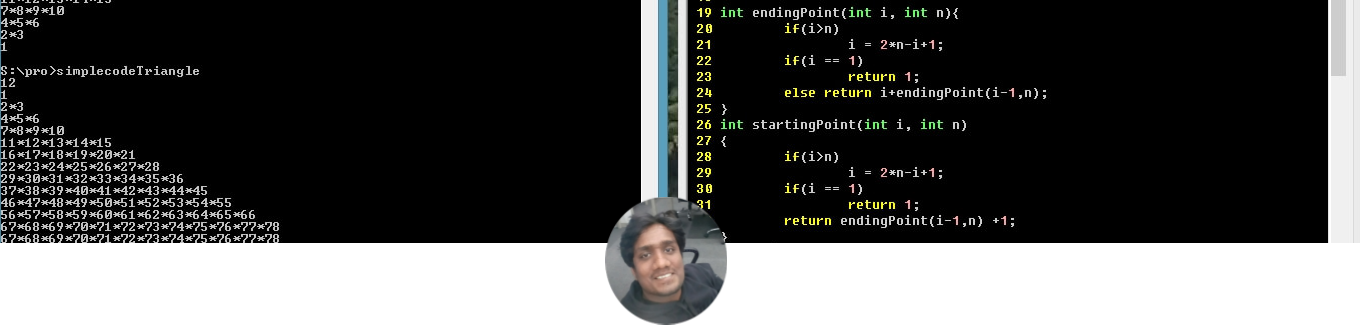 7*8*9*10
4*5*6
2*3
1
S:\pro>simplecodeTriangle
12
1
2*3
4*5*6
7*8*9*10
11*12*13*14*15
16*17*18*19*20*21
22*23*24*25*26*27*28
29*30*31*32*33*34*35*36
37*38*39*40*41*42*43*44*45
46*47*48*49*50*51*52*53*54*55
56*57*58*59*60*61*62*63*64*65*66
67*68*69*70*71*72*73*74*75*76*77*78
67*68*69*70*71*72*73*74*75*76*77*78
19 int endingPoint(int i, int n){
20 if(i>n)
21 i = 2*n-i+1;
22 if(i == 1)
23 return 1;
24 else return i+endingPoint(i-1,n);
25 }
26 int startingPoint(int i, int n)
27 {
28 if(i>n)
29 i = 2*n-i+1;
30 if(i == 1)
31 return 1;
return endingPoint(i-1,n) +1;
}